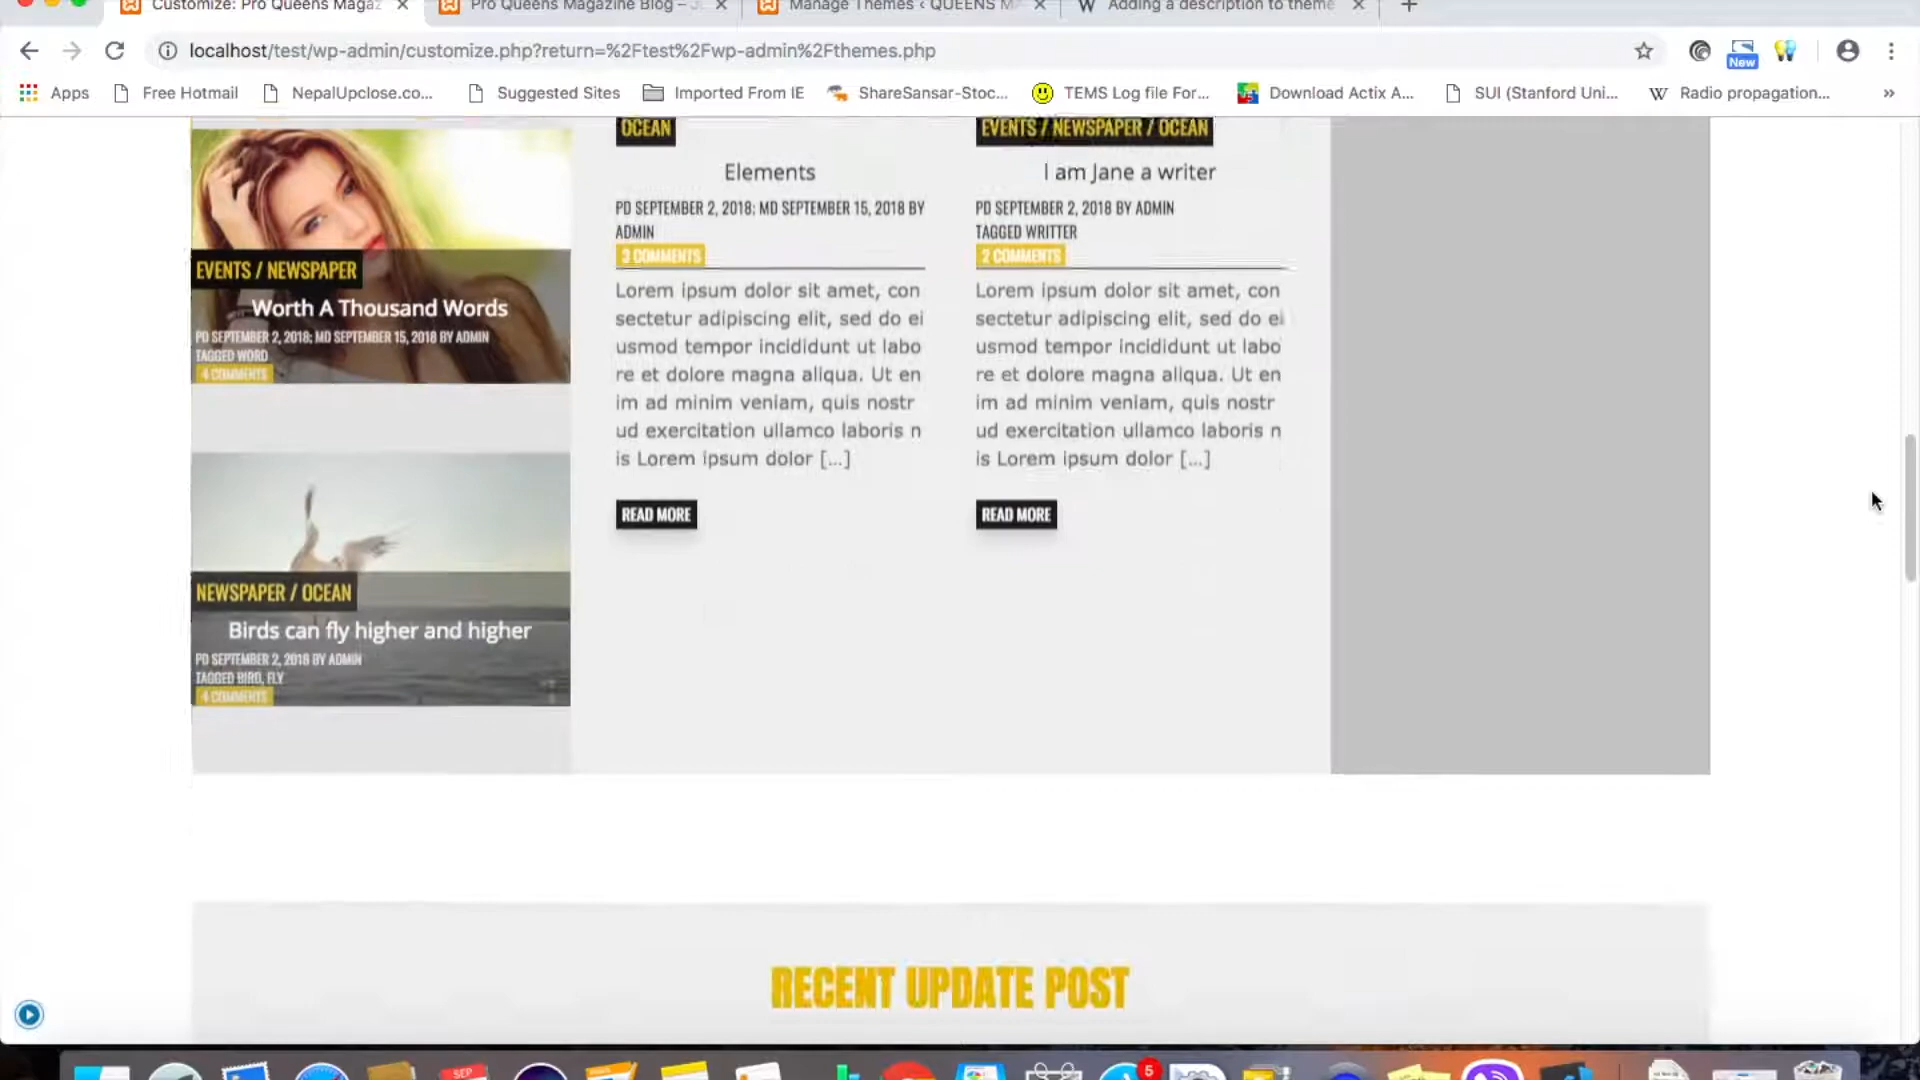 Customize: Pro Queens Magaz
Pro Queens Magazine Blog –
Manage Themes ‹ QUEENS M
Adding a description to theme
localhost/test/wp-admin/customize.php?return=%2Ftest%2Fwp-admin%2Fthemes.php
New
Apps
Free Hotmail
NepalUpclose.co...
Suggested Sites
Imported From IE
ShareSansar-Stoc...
TEMS Log file For...
Download Actix A...
SUI (Stanford Uni...
W Radio propagation...
»
EVENTS / NEWSPAPER
Worth A Thousand Words
PD SEPTEMBER 2, 2018; MD SEPTEMBER 15, 2018 BY ADMIN
TAGGED WORD
4 COMMENTS
NEWSPAPER / OCEAN
Birds can fly higher and higher
PD SEPTEMBER 2, 2018 BY ADMIN
TAGGED BIRD, FLY
4 COMMENTS
OCEAN
Elements
PD SEPTEMBER 2, 2018; MD SEPTEMBER 15, 2018 BY
ADMIN
3 COMMENTS
Lorem ipsum dolor sit amet, con
sectetur adipiscing elit, sed do ei
usmod tempor incididunt ut labo
re et dolore magna aliqua. Ut en
im ad minim veniam, quis nostr
ud exercitation ullamco laboris n
is Lorem ipsum dolor [...]
READ MORE
EVENTS / NEWSPAPER / OCEAN
I am Jane a writer
PD SEPTEMBER 2, 2018 BY ADMIN
TAGGED WRITTER
2 COMMENTS
Lorem ipsum dolor sit amet, con
sectetur adipiscing elit, sed do ei
usmod tempor incididunt ut labo
re et dolore magna aliqua. Ut en
im ad minim veniam, quis nostr
ud exercitation ullamco laboris n
is Lorem ipsum dolor [...]
READ MORE
RECENT UPDATE POST
SEP
5